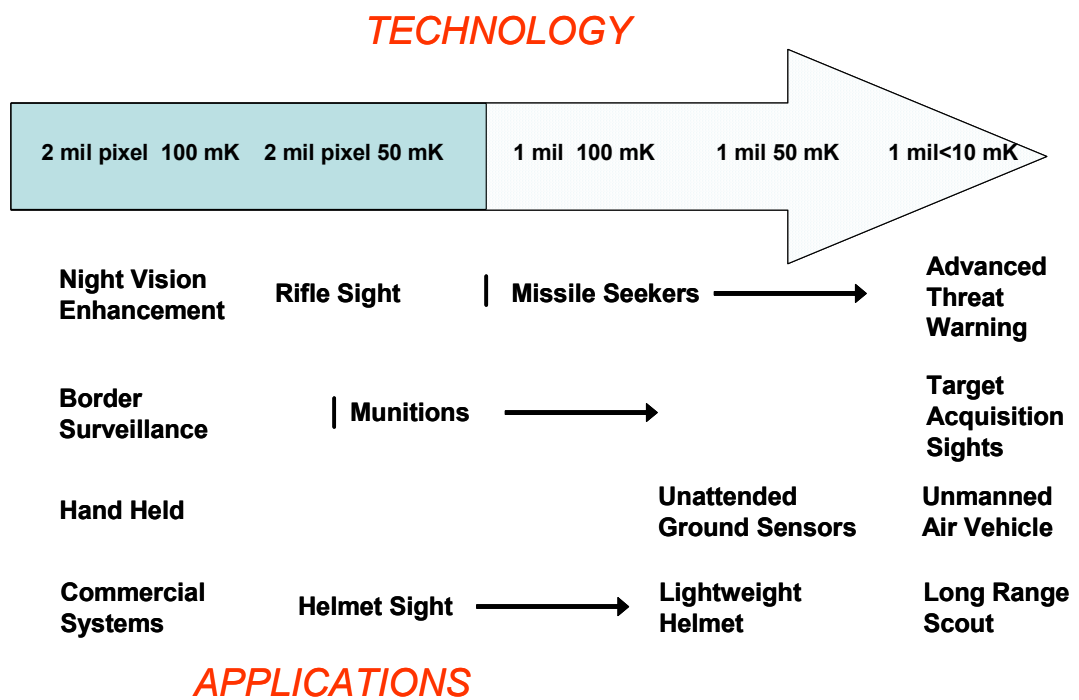 TECHNOLOGY
2 mil pixel 100 mK 2 mil pixel 50 mK 1 mil 100 mK 1 mil 50 mK 1 mil<10 mK
Night Vision
Enhancement
Rifle Sight
Missile Seekers
Advanced
Threat
Warning
Border
Surveillance
Munitions
Target
Acquisition
Sights
Hand Held
Unattended
Ground Sensors
Unmanned
Air Vehicle
Commercial
Systems
Helmet Sight
Lightweight
Helmet
Long Range
Scout
APPLICATIONS